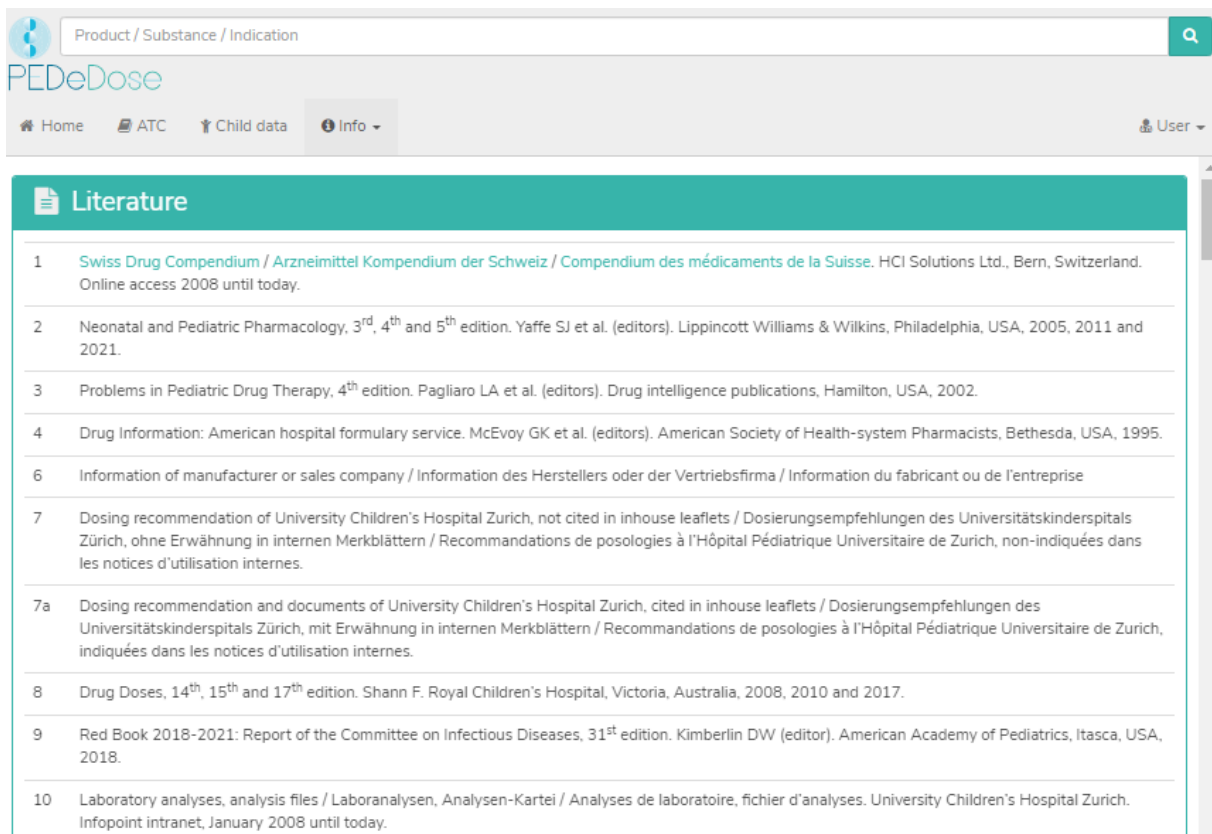 Product / Substance / Indication
PEDeDose
Home ATC Child data Info User
Literature
1 Swiss Drug Compendium / Arzneimittel Kompendium der Schweiz / Compendium des médicaments de la Suisse. HCI Solutions Ltd., Bern, Switzerland.
Online access 2008 until today.
2 Neonatal and Pediatric Pharmacology, 3rd, 4th and 5th edition. Yaffe SJ et al. (editors). Lippincott Williams & Wilkins, Philadelphia, USA, 2005, 2011 and
2021.
3 Problems in Pediatric Drug Therapy, 4th edition. Pagliaro LA et al. (editors). Drug intelligence publications, Hamilton, USA, 2002.
4 Drug Information: American hospital formulary service. McEvoy GK et al. (editors). American Society of Health-system Pharmacists, Bethesda, USA, 1995.
6 Information of manufacturer or sales company / Information des Herstellers oder der Vertriebsfirma / Information du fabricant ou de l'entreprise
7 Dosing recommendation of University Children's Hospital Zurich, not cited in inhouse leaflets / Dosierungsempfehlungen des Universitätskinderspitals
Zürich, ohne Erwähnung in internen Merkblättern / Recommandations de posologies à l'Hôpital Pédiatrique Universitaire de Zurich, non-indiquées dans
les notices d'utilisation internes.
7a Dosing recommendation and documents of University Children's Hospital Zurich, cited in inhouse leaflets / Dosierungsempfehlungen des
Universitätskinderspitals Zürich, mit Erwähnung in internen Merkblättern / Recommandations de posologies à l'Hôpital Pédiatrique Universitaire de Zurich,
indiquées dans les notices d'utilisation internes.
8 Drug Doses, 14th, 15th and 17th edition. Shann F. Royal Children's Hospital, Victoria, Australia, 2008, 2010 and 2017.
9 Red Book 2018-2021: Report of the Committee on Infectious Diseases, 31st edition. Kimberlin DW (editor). American Academy of Pediatrics, Itasca, USA,
2018.
10 Laboratory analyses, analysis files / Laboranalysen, Analysen-Kartei / Analyses de laboratoire, fichier d'analyses. University Children's Hospital Zurich.
Infopoint intranet, January 2008 until today.